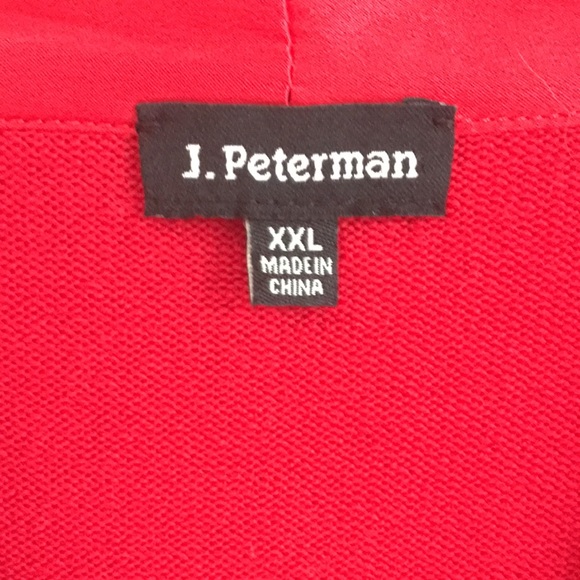 J. Peterman
XXL
MADE IN
CHINA